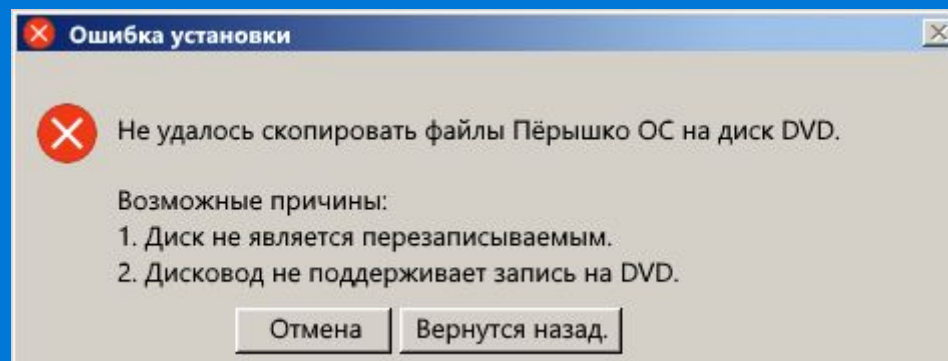 Ошибка установки
Не удалось скопировать файлы Пёрышко ОС на диск DVD.
Возможные причины:
1. Диск не является перезаписываемым.
2. Дисковод не поддерживает запись на DVD.
Отмена
Вернутся назад.